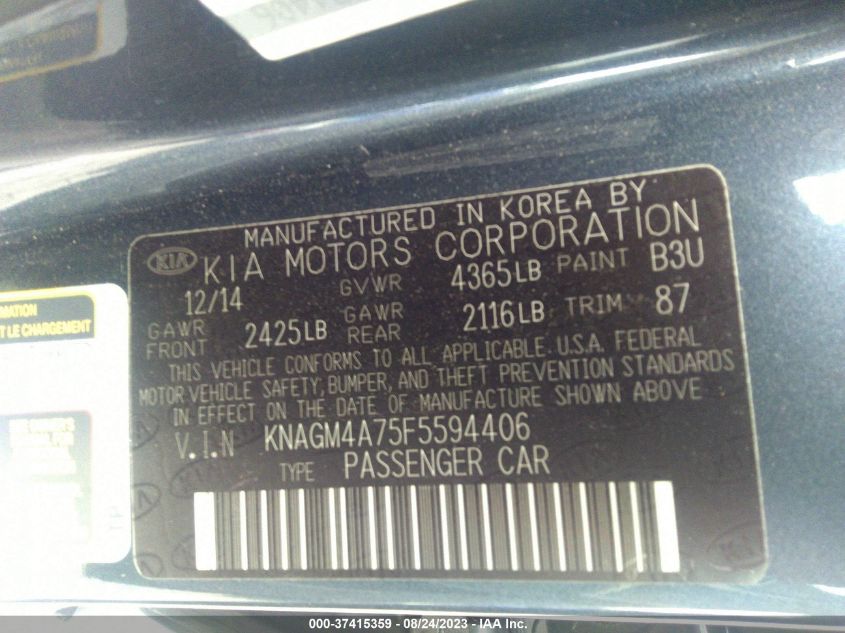 MANUFACTURED IN KOREA BY
KIA KIA MOTORS CORPORATION
12/14 GVWR 4365LB PAINT B3U
GAWR FRONT 2425LB GAWR REAR 2116LB TRIM 87
THIS VEHICLE CONFORMS TO ALL APPLICABLE U.S.A. FEDERAL
MOTOR VEHICLE SAFETY, BUMPER, AND THEFT PREVENTION STANDARDS
IN EFFECT ON THE DATE OF MANUFACTURE SHOWN ABOVE
V.I.N KNAGM4A75F5594406
TYPE PASSENGER CAR
MATION
T LE CHARGEMENT
000-37415359 - 08/24/2023 - IAA Inc.